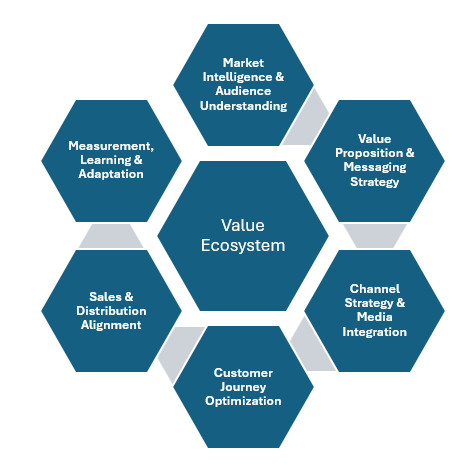 Market
Intelligence &
Audience
Understanding
Value
Proposition &
Messaging
Strategy
Channel
Strategy &
Media
Integration
Customer
Journey
Optimization
Sales &
Distribution
Alignment
Measurement,
Learning &
Adaptation
Value
Ecosystem